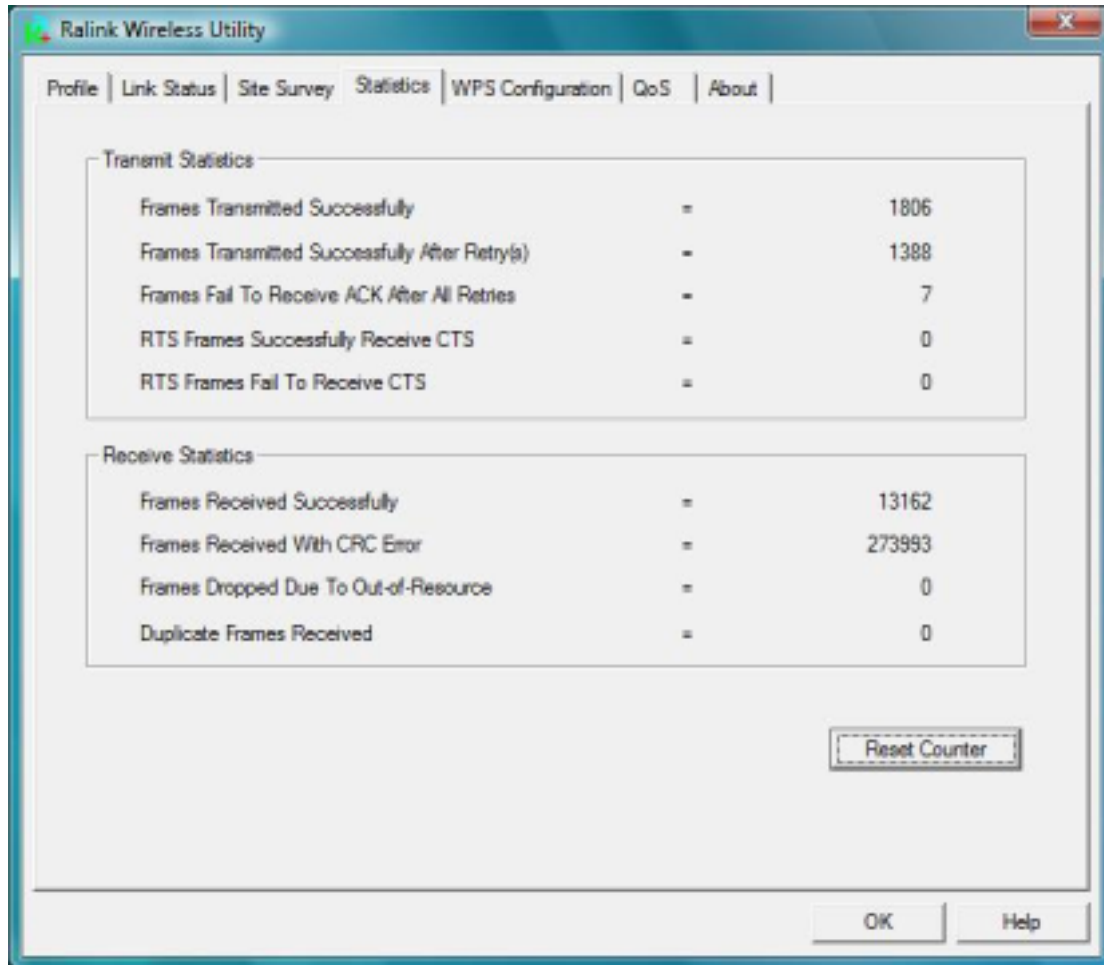 Ralink Wireless Utility
Profile Link Status Site Survey Statistics WPS Configuration QoS About
Transmit Statistics
Frames Transmitted Successfully = 1806
Frames Transmitted Successfully After Retry(s) = 1388
Frames Fail To Receive ACK After All Retries = 7
RTS Frames Successfully Receive CTS = 0
RTS Frames Fail To Receive CTS = 0
Receive Statistics
Frames Received Successfully = 13162
Frames Received With CRC Error = 273993
Frames Dropped Due To Out-of-Resource = 0
Duplicate Frames Received = 0
Reset Counter
OK Help